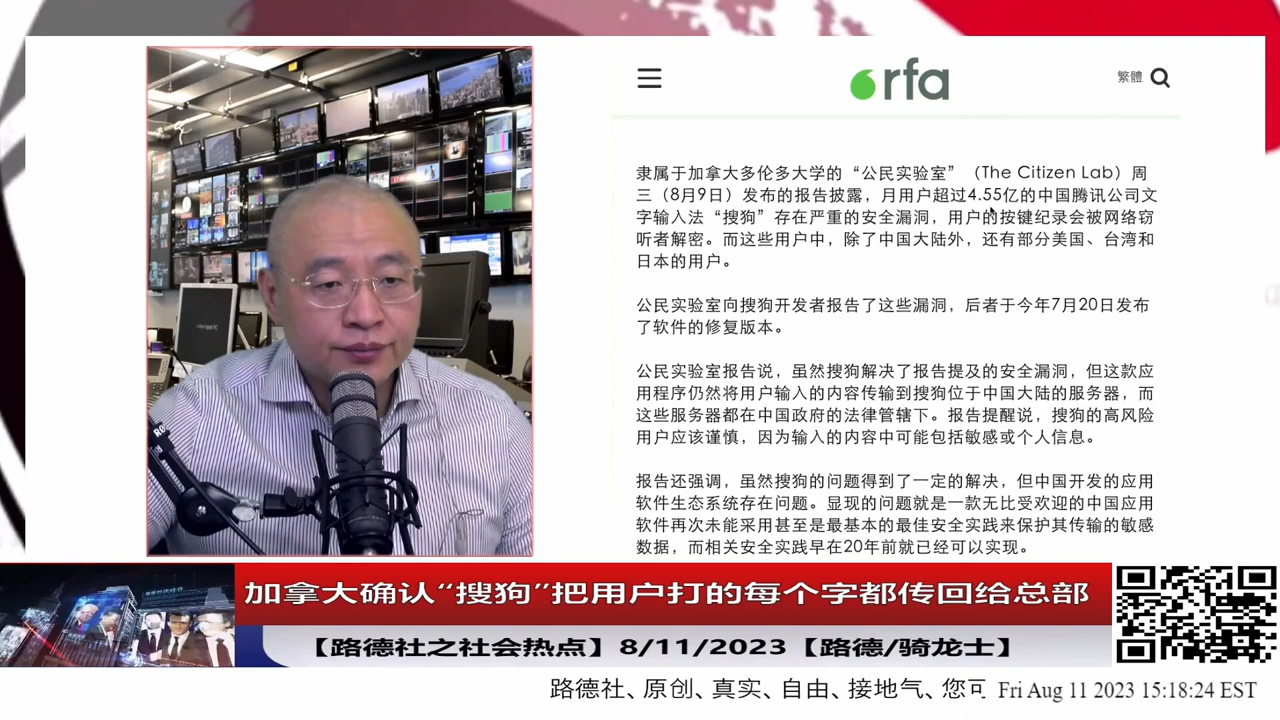 rfa
繁體
隶属于加拿大多伦多大学的“公民实验室”（The Citizen Lab）周
三（8月9日）发布的报告披露，月用户超过4.55亿的中国腾讯公司文
字输入法“搜狗”存在严重的安全漏洞，用户的按键纪录会被网络窃
听者解密。而这些用户中，除了中国大陆外，还有部分美国、台湾和
日本的用户。
公民实验室向搜狗开发者报告了这些漏洞，后者于今年7月20日发布
了软件的修复版本。
公民实验室报告说，虽然搜狗解决了报告提及的安全漏洞，但这款应
用程序仍然将用户输入的内容传输到搜狗位于中国大陆的服务器，而
这些服务器都在中国政府的法律管辖下。报告提醒说，搜狗的高风险
用户应该谨慎，因为输入的内容中可能包括敏感或个人信息。
报告还强调，虽然搜狗的问题得到了一定的解决，但中国开发的应用
软件生态系统存在问题。显现的问题就是一款无比受欢迎的中国应用
软件再次未能采用甚至是最基本的最佳安全实践来保护其传输的敏感
数据，而相关安全实践早在20年前就已经可以实现。
加拿大确认“搜狗”把用户打的每个字都传回给总部
【路德社之社会热点】8/11/2023【路德/骑龙士】
路德社、原创、真实、自由、接地气、您可
Fri Aug 11 2023 15:18:24 EST